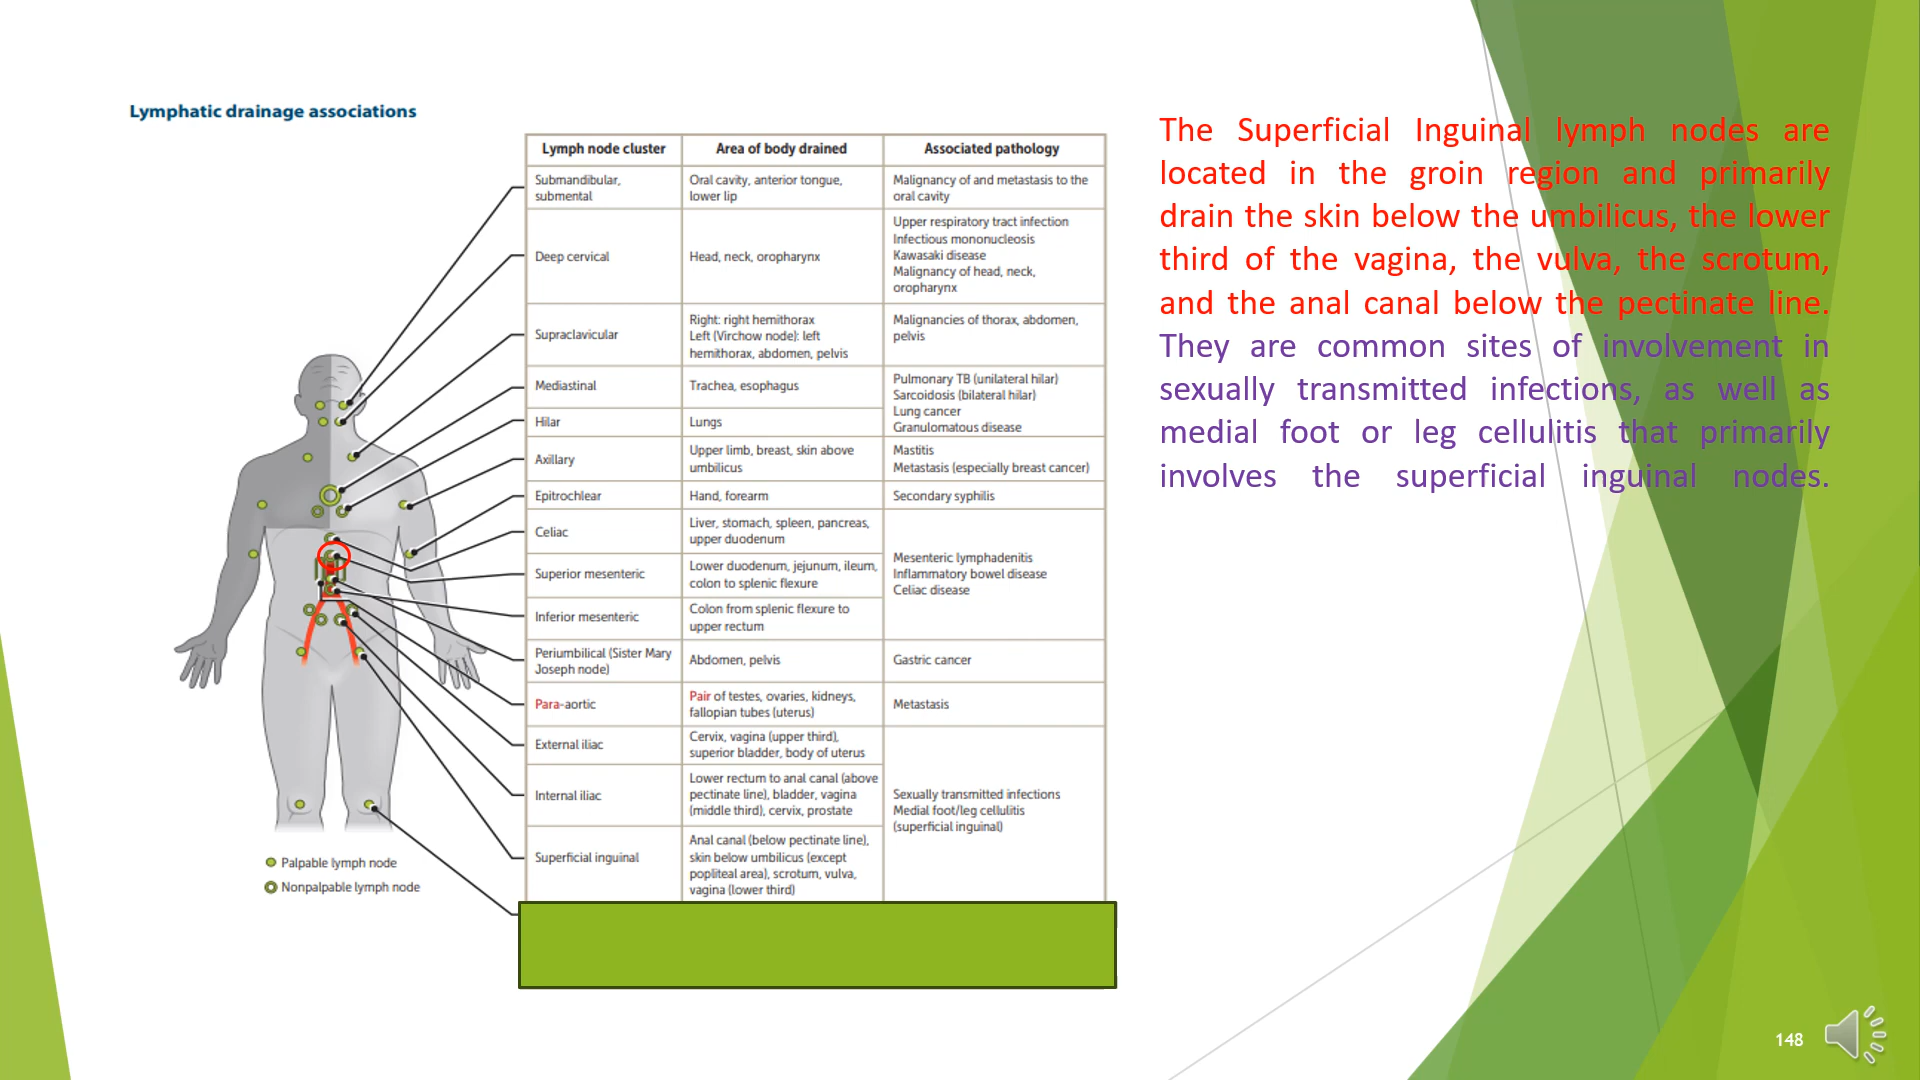 Lymphatic drainage associations
Lymph node cluster
Area of body drained
Associated pathology
Submandibular,
submental
Oral cavity, anterior tongue,
lower lip
Malignancy of and metastasis to the
oral cavity
Deep cervical
Head, neck, oropharynx
Upper respiratory tract infection
Infectious mononucleosis
Kawasaki disease
Malignancy of head, neck,
oropharynx
Supraclavicular
Right: right hemithorax
Left (Virchow node): left
hemithorax, abdomen, pelvis
Malignancies of thorax, abdomen,
pelvis
Mediastinal
Trachea, esophagus
Pulmonary TB (unilateral hilar)
Sarcoidosis (bilateral hilar)
Lung cancer
Granulomatous disease
Hilar
Lungs
Axillary
Upper limb, breast, skin above
umbilicus
Mastitis
Metastasis (especially breast cancer)
Epitrochlear
Hand, forearm
Secondary syphilis
Celiac
Liver, stomach, spleen, pancreas,
upper duodenum
Mesenteric lymphadenitis
Inflammatory bowel disease
Celiac disease
Superior mesenteric
Lower duodenum, jejunum, ileum,
colon to splenic flexure
Inferior mesenteric
Colon from splenic flexure to
upper rectum
Periumbilical (Sister Mary
Joseph node)
Abdomen, pelvis
Gastric cancer
Para-aortic
Pair of testes, ovaries, kidneys,
fallopian tubes (uterus)
Metastasis
External iliac
Cervix, vagina (upper third),
superior bladder, body of uterus
Sexually transmitted infections
Medial foot/leg cellulitis
(superficial inguinal)
Internal iliac
Lower rectum to anal canal (above
pectinate line), bladder, vagina
(middle third), cervix, prostate
Superficial inguinal
Anal canal (below pectinate line),
skin below umbilicus (except
popliteal area), scrotum, vulva,
vagina (lower third)
Palpable lymph node
Nonpalpable lymph node
The Superficial Inguinal lymph nodes are
located in the groin region and primarily
drain the skin below the umbilicus, the lower
third of the vagina, the vulva, the scrotum,
and the anal canal below the pectinate line.
They are common sites of involvement in
sexually transmitted infections, as well as
medial foot or leg cellulitis that primarily
involves the superficial inguinal nodes.
148